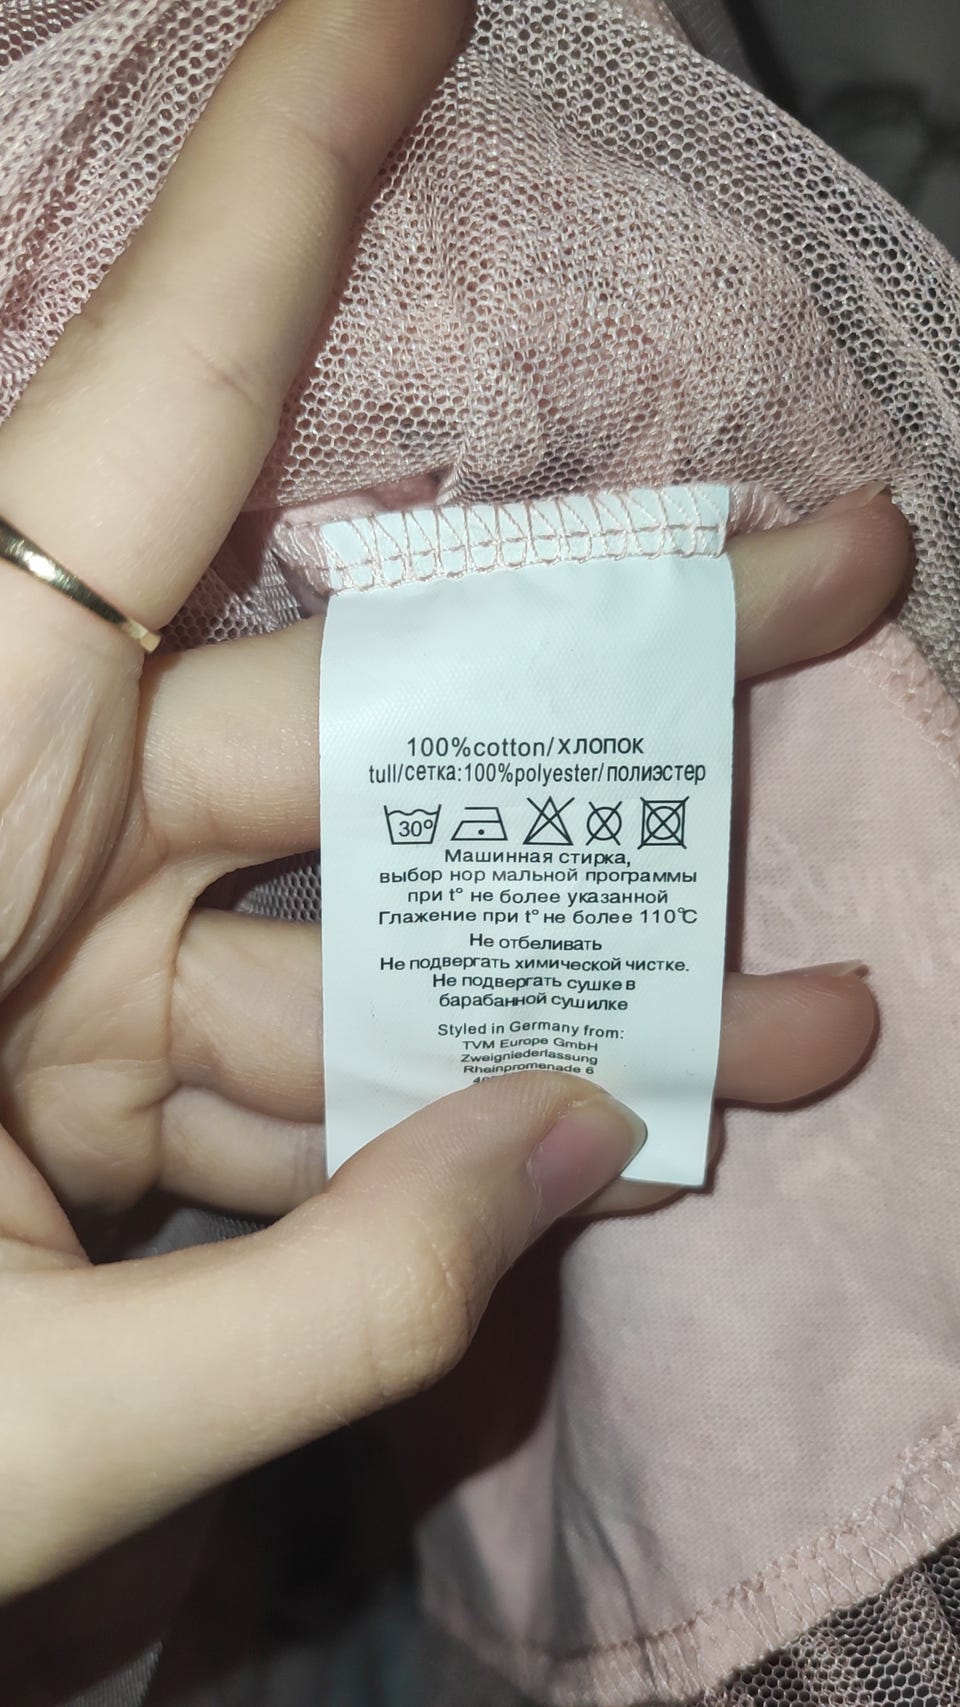 100%cotton/хлопок
tull/сетка:100%polyester/полиэстер
30°
Машинная стирка,
выбор нор мальной программы
при t° не более указанной
Глажение при t° не более 110°C
Не отбеливать
Не подвергать химической чистке.
Не подвергать сушке в
барабанной сушилке
Styled in Germany from:
TVM Europe GmbH
Zweigniederlassung
Rheinpromenade 6